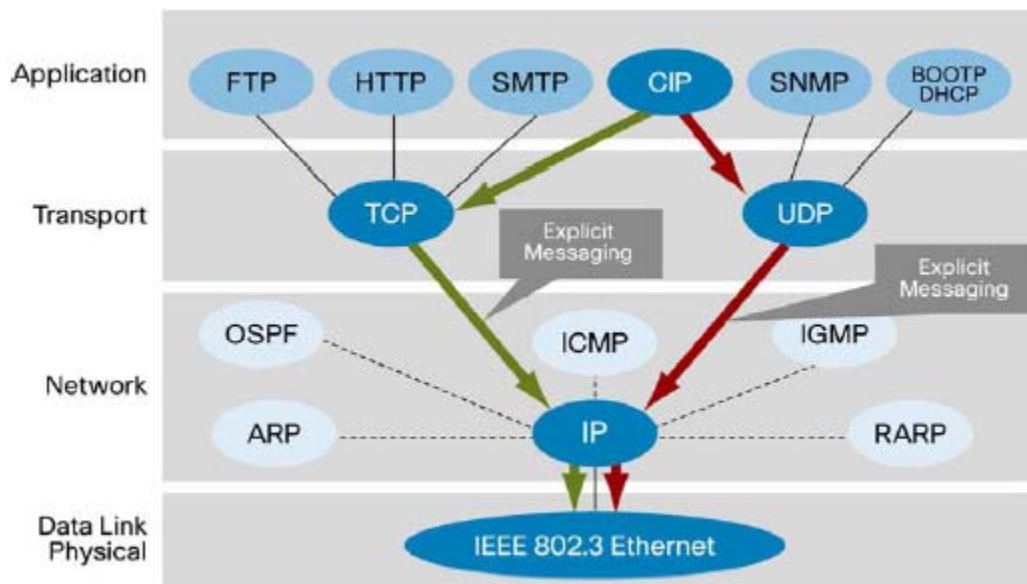 Application
FTP
HTTP
SMTP
CIP
SNMP
BOOTP
DHCP
Transport
TCP
UDP
Explicit
Messaging
Explicit
Messaging
Network
OSPF
ICMP
IGMP
ARP
IP
RARP
Data Link
Physical
IEEE 802.3 Ethernet